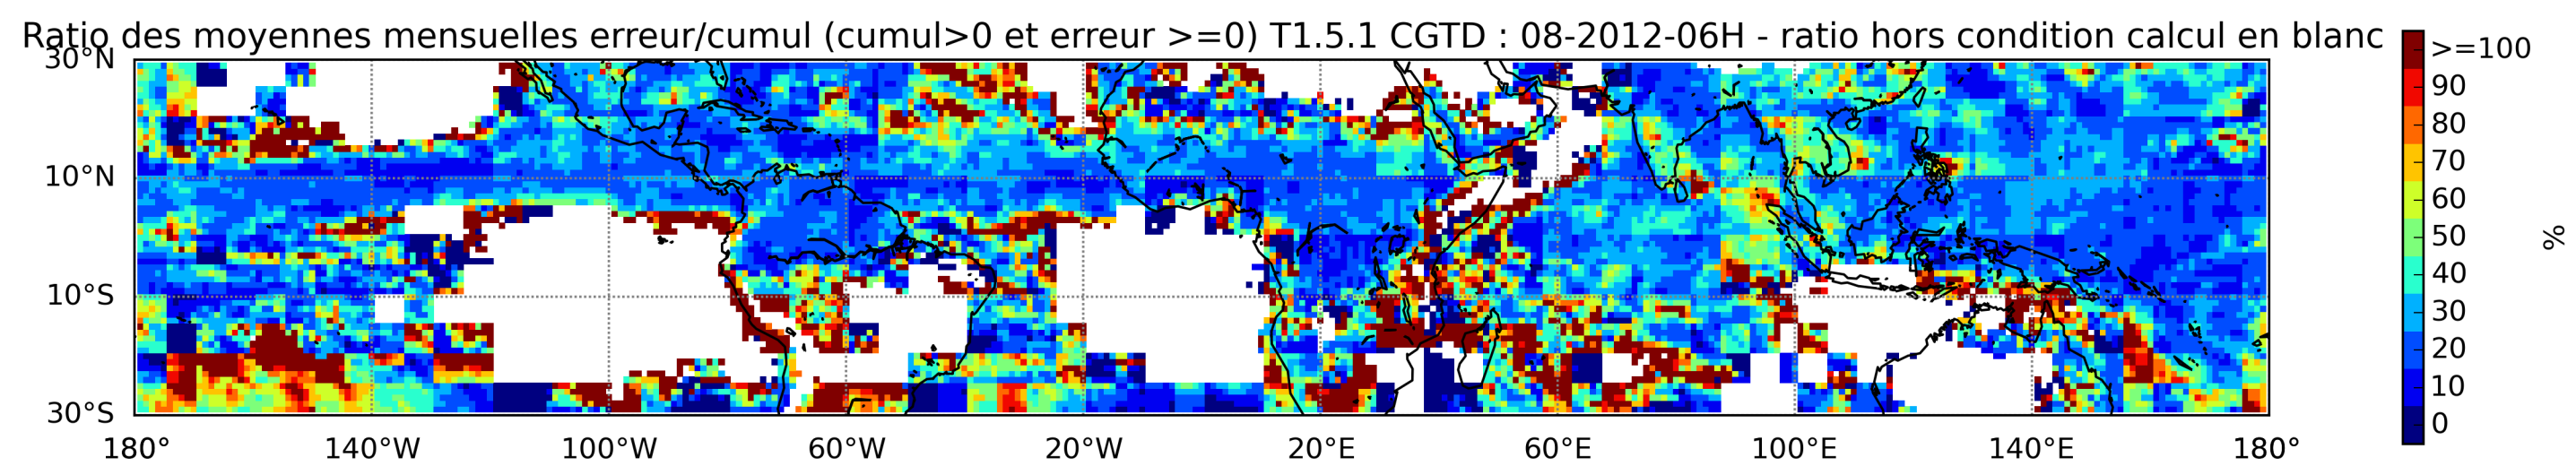 Ratio des moyennes mensuelles erreur/cumul (cumul>0 et erreur >=0) T1.5.1 CGTD : 08-2012-06H - ratio hors condition calcul en blanc
30°N
10°N
10°S
30°S
180°
140°W
100°W
60°W
20°W
20°E
60°E
100°E
140°E
180°
>=100
90
80
70
60
50
40
30
20
10
0
%